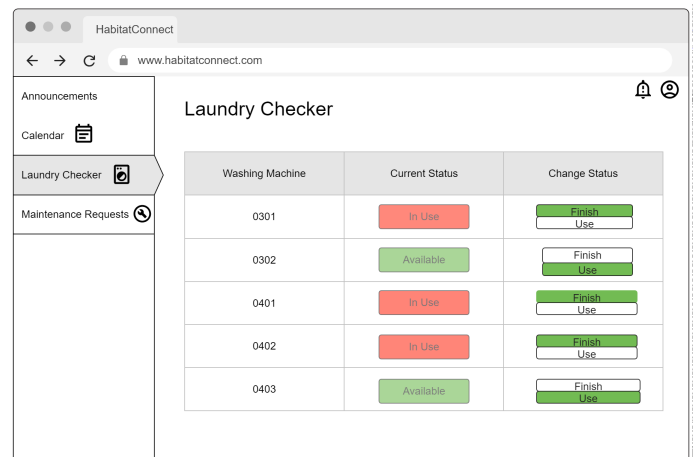 HabitatConnect
www.habitatconnect.com
Announcements
Calendar
Laundry Checker
Maintenance Requests
Laundry Checker
Washing Machine Current Status Change Status
0301 In Use Finish
Use
0302 Available Finish
Use
0401 In Use Finish
Use
0402 In Use Finish
Use
0403 Available Finish
Use